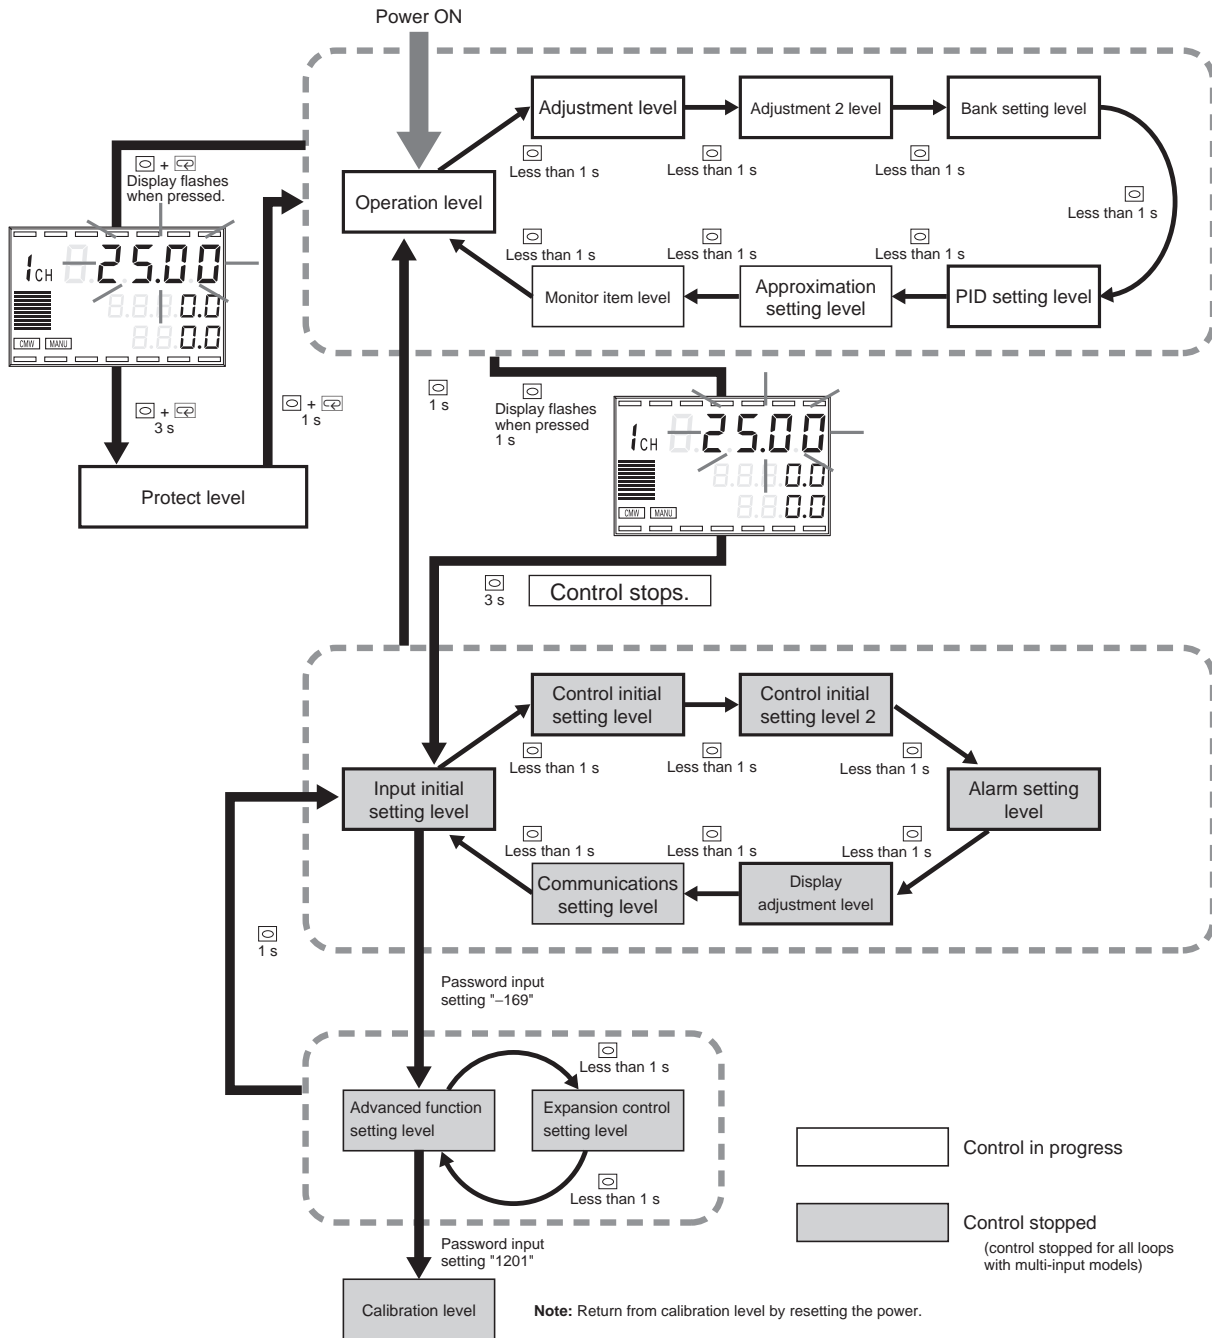 Power ON
Adjustment level
Adjustment 2 level
Bank setting level
Less than 1 s
Less than 1 s
Less than 1 s
+
Display flashes
when pressed.
Operation level
Less than 1 s
Less than 1 s
Less than 1 s
Less than 1 s
Monitor item level
Approximation
setting level
PID setting level
1CH 25.00
0.0
0.0
CMW MANU
+
3 s
+
1 s
Protect level
1 s
Display flashes
when pressed
1 s
1CH 25.00
0.0
0.0
CMW MANU
3 s
Control stops.
Control initial
setting level
Control initial
setting level 2
Less than 1 s
Less than 1 s
Less than 1 s
Input initial
setting level
Alarm setting
level
Less than 1 s
Less than 1 s
Less than 1 s
Communications
setting level
Display
adjustment level
1 s
Password input
setting "–169"
Less than 1 s
Advanced function
setting level
Expansion control
setting level
Less than 1 s
Control in progress
Control stopped
(control stopped for all loops
with multi-input models)
Password input
setting "1201"
Calibration level
Note: Return from calibration level by resetting the power.